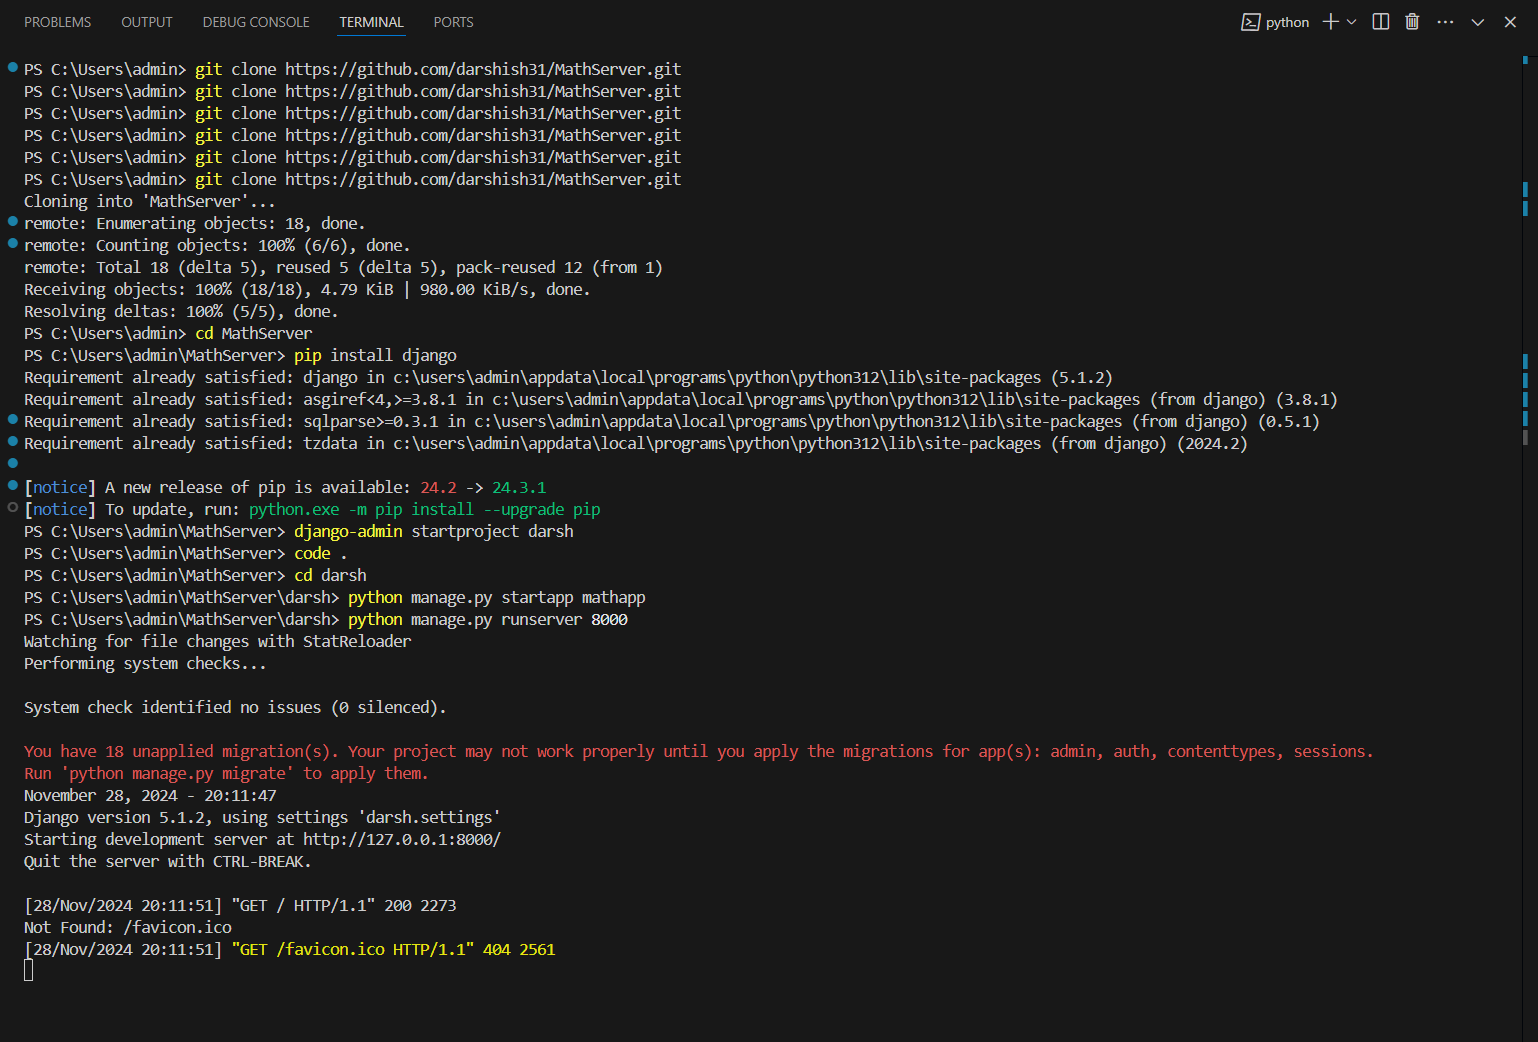 PROBLEMS OUTPUT DEBUG CONSOLE TERMINAL PORTS python
PS C:\Users\admin> git clone https://github.com/darshish31/MathServer.git
PS C:\Users\admin> git clone https://github.com/darshish31/MathServer.git
PS C:\Users\admin> git clone https://github.com/darshish31/MathServer.git
PS C:\Users\admin> git clone https://github.com/darshish31/MathServer.git
PS C:\Users\admin> git clone https://github.com/darshish31/MathServer.git
PS C:\Users\admin> git clone https://github.com/darshish31/MathServer.git
Cloning into 'MathServer'...
remote: Enumerating objects: 18, done.
remote: Counting objects: 100% (6/6), done.
remote: Total 18 (delta 5), reused 5 (delta 5), pack-reused 12 (from 1)
Receiving objects: 100% (18/18), 4.79 KiB | 980.00 KiB/s, done.
Resolving deltas: 100% (5/5), done.
PS C:\Users\admin> cd MathServer
PS C:\Users\admin\MathServer> pip install django
Requirement already satisfied: django in c:\users\admin\appdata\local\programs\python\python312\lib\site-packages (5.1.2)
Requirement already satisfied: asgiref<4,>=3.8.1 in c:\users\admin\appdata\local\programs\python\python312\lib\site-packages (from django) (3.8.1)
Requirement already satisfied: sqlparse>=0.3.1 in c:\users\admin\appdata\local\programs\python\python312\lib\site-packages (from django) (0.5.1)
Requirement already satisfied: tzdata in c:\users\admin\appdata\local\programs\python\python312\lib\site-packages (from django) (2024.2)
[notice] A new release of pip is available: 24.2 -> 24.3.1
[notice] To update, run: python.exe -m pip install --upgrade pip
PS C:\Users\admin\MathServer> django-admin startproject darsh
PS C:\Users\admin\MathServer> code .
PS C:\Users\admin\MathServer> cd darsh
PS C:\Users\admin\MathServer\darsh> python manage.py startapp mathapp
PS C:\Users\admin\MathServer\darsh> python manage.py runserver 8000
Watching for file changes with StatReloader
Performing system checks...
System check identified no issues (0 silenced).
You have 18 unapplied migration(s). Your project may not work properly until you apply the migrations for app(s): admin, auth, contenttypes, sessions.
Run 'python manage.py migrate' to apply them.
November 28, 2024 - 20:11:47
Django version 5.1.2, using settings 'darsh.settings'
Starting development server at http://127.0.0.1:8000/
Quit the server with CTRL-BREAK.
[28/Nov/2024 20:11:51] "GET / HTTP/1.1" 200 2273
Not Found: /favicon.ico
[28/Nov/2024 20:11:51] "GET /favicon.ico HTTP/1.1" 404 2561